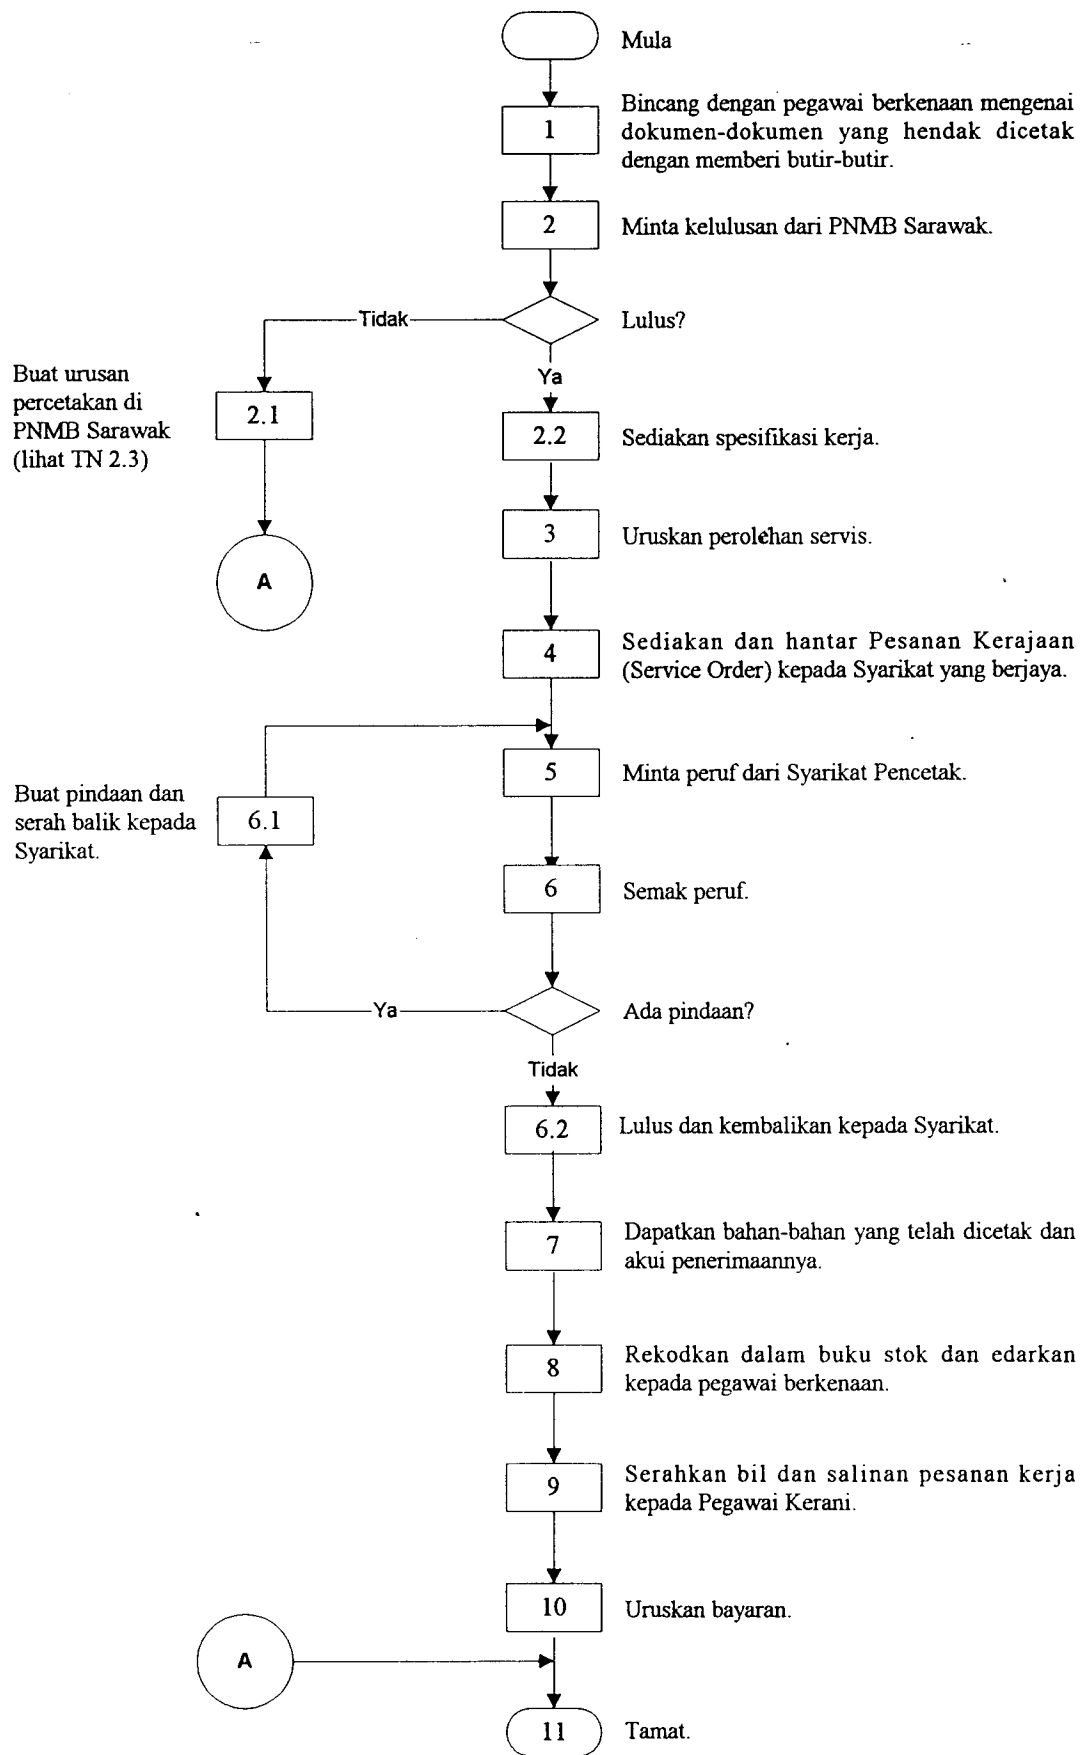 Mula
1
Bincang dengan pegawai berkenaan mengenai
dokumen-dokumen yang hendak dicetak
dengan memberi butir-butir.
2
Minta kelulusan dari PNMB Sarawak.
Tidak
Lulus?
Ya
Buat urusan
percetakan di
PNMB Sarawak
(lihat TN 2.3)
2.1
2.2
Sediakan spesifikasi kerja.
3
Uruskan perolehan servis.
A
4
Sediakan dan hantar Pesanan Kerajaan
(Service Order) kepada Syarikat yang berjaya.
5
Minta peruf dari Syarikat Pencetak.
Buat pindaan dan
serah balik kepada
Syarikat.
6.1
6
Semak peruf.
Ya
Ada pindaan?
Tidak
6.2
Lulus dan kembalikan kepada Syarikat.
7
Dapatkan bahan-bahan yang telah dicetak dan
akui penerimaannya.
8
Rekodkan dalam buku stok dan edarkan
kepada pegawai berkenaan.
9
Serahkan bil dan salinan pesanan kerja
kepada Pegawai Kerani.
10
Uruskan bayaran.
A
11
Tamat.